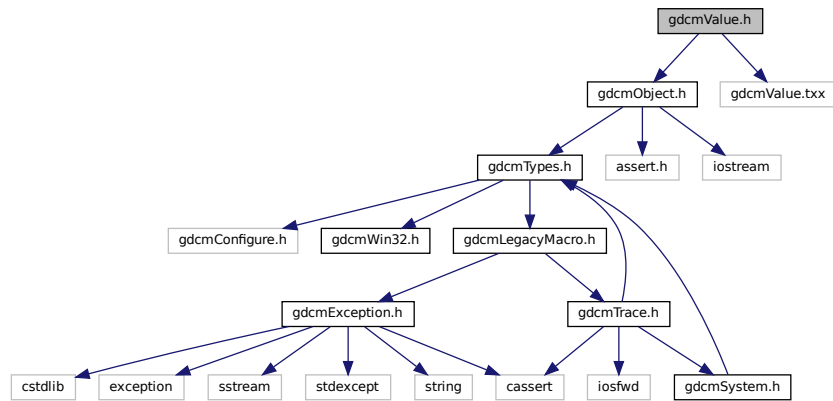 gdcmValue.h
gdcmObject.h
gdcmValue.txx
gdcmTypes.h
assert.h
iostream
gdcmConfigure.h
gdcmWin32.h
gdcmLegacyMacro.h
gdcmException.h
gdcmTrace.h
cstdlib
exception
sstream
stdexcept
string
cassert
iosfwd
gdcmSystem.h